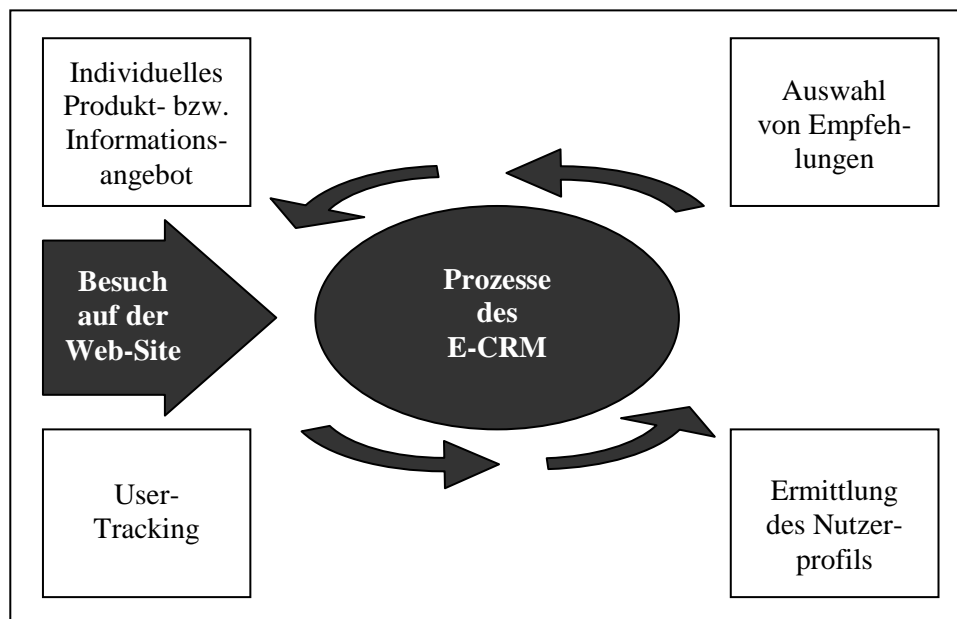 Individuelles
Produkt- bzw.
Informations-
angebot
Auswahl
von Empfeh-
lungen
Besuch
auf der
Web-Site
Prozesse
des
E-CRM
User-
Tracking
Ermittlung
des Nutzer-
profils